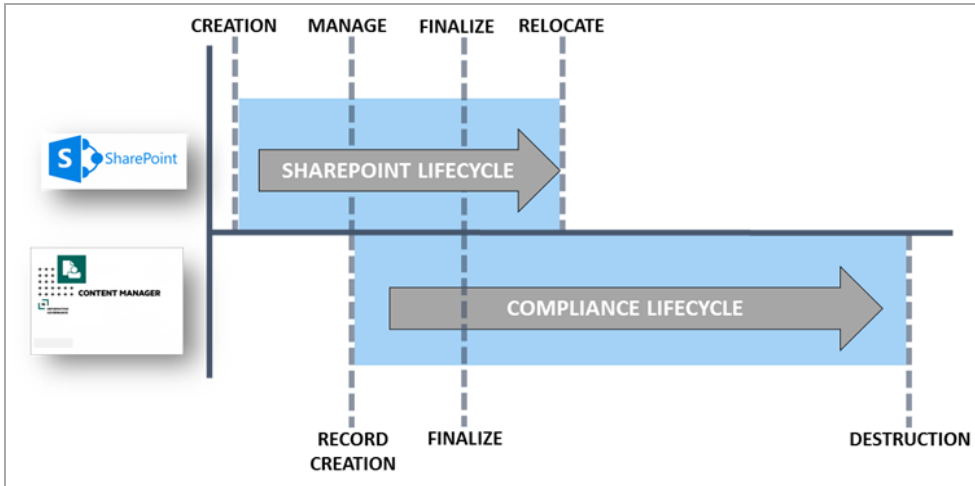 CREATION
MANAGE
FINALIZE
RELOCATE
S
SharePoint
SHAREPOINT LIFECYCLE
CONTENT MANAGER
COMPLIANCE LIFECYCLE
RECORD
CREATION
FINALIZE
DESTRUCTION